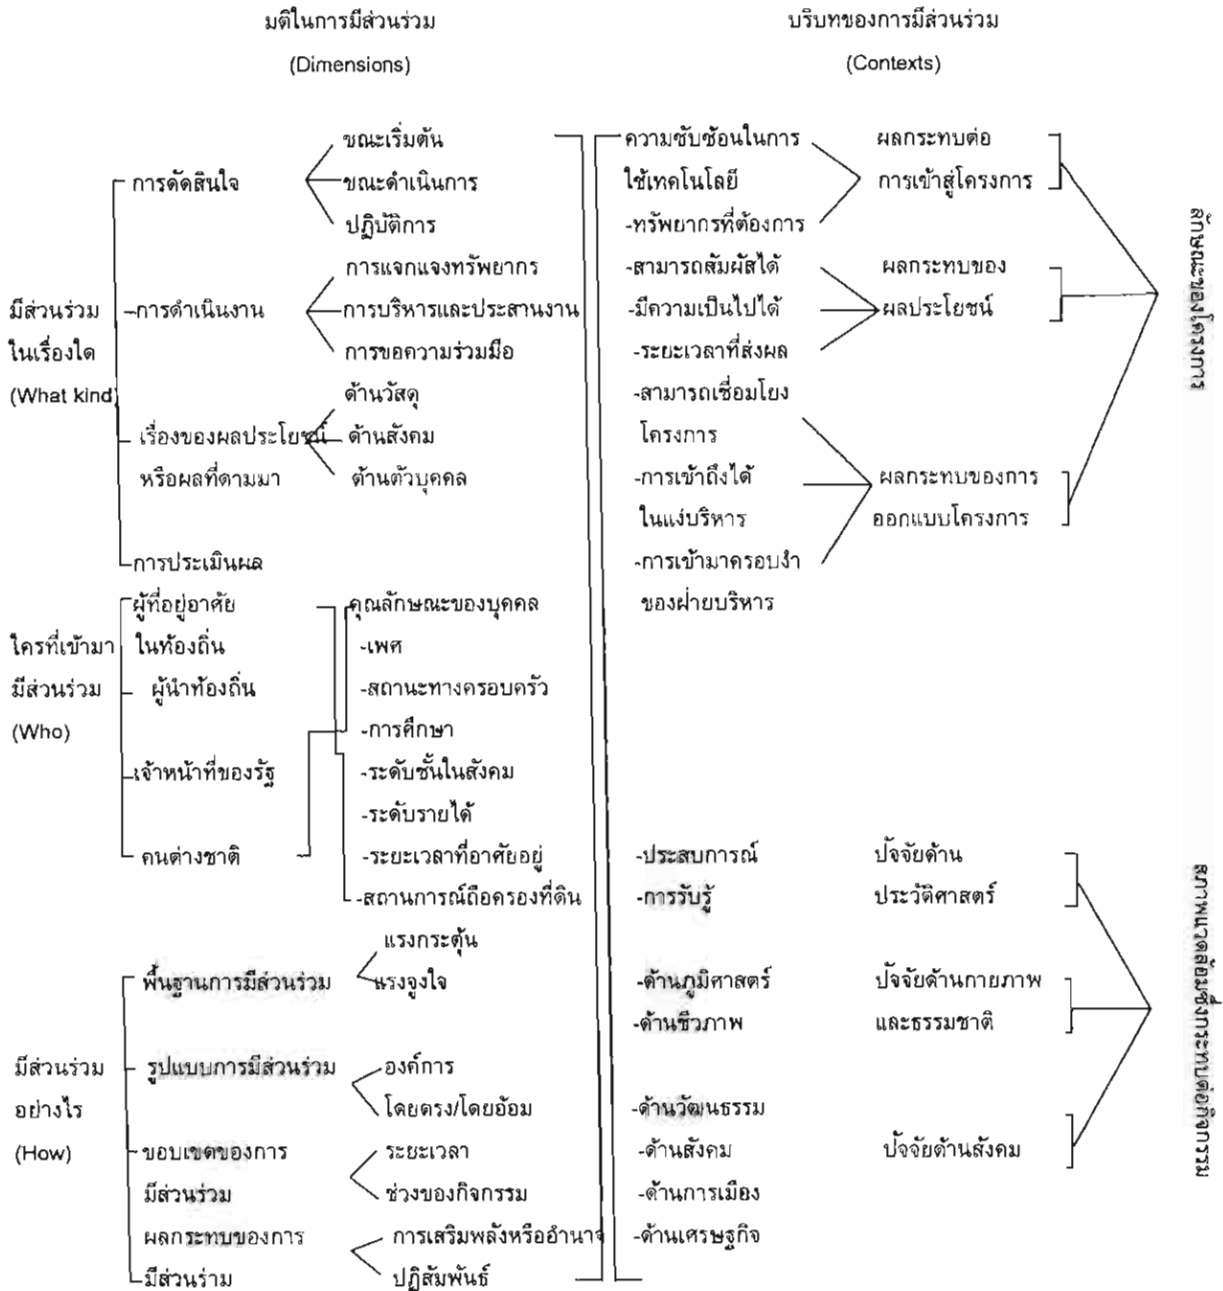 มติในการมีส่วนร่วม
(Dimensions)
มีส่วนร่วม
ในเรื่องใด
(What kind)
การตัดสินใจ
ขณะเริ่มต้น
ขณะดำเนินการ
ปฏิบัติการ
-การดำเนินงาน
การแจกแจงทรัพยากร
การบริหารและประสานงาน
การขอความร่วมมือ
เรื่องของผลประโยชน์
หรือผลที่ตามมา
ด้านวัสดุ
ด้านสังคม
ด้านตัวบุคคล
การประเมินผล
ใครที่เข้ามา
มีส่วนร่วม
(Who)
ผู้ที่อยู่อาศัย
ในท้องถิ่น
ผู้นำท้องถิ่น
เจ้าหน้าที่ของรัฐ
คนต่างชาติ
คุณลักษณะของบุคคล
-เพศ
-สถานะทางครอบครัว
-การศึกษา
-ระดับชั้นในสังคม
-ระดับรายได้
-ระยะเวลาที่อาศัยอยู่
-สถานการณ์ถือครองที่ดิน
มีส่วนร่วม
อย่างไร
(How)
พื้นฐานการมีส่วนร่วม
แรงกระตุ้น
แรงจูงใจ
รูปแบบการมีส่วนร่วม
องค์การ
โดยตรง/โดยอ้อม
ขอบเขตของการ
มีส่วนร่วม
ระยะเวลา
ช่วงของกิจกรรม
ผลกระทบของการ
มีส่วนร่วม
การเสริมพลังหรืออำนาจ
ปฏิสัมพันธ์
บริบทของการมีส่วนร่วม
(Contexts)
ความซับซ้อนในการ
ใช้เทคโนโลยี
-ทรัพยากรที่ต้องการ
ผลกระทบต่อ
การเข้าสู่โครงการ
-สามารถสัมผัสได้
-มีความเป็นไปได้
-ระยะเวลาที่ส่งผล
ผลกระทบของ
ผลประโยชน์
-สามารถเชื่อมโยง
โครงการ
-การเข้าถึงได้
ในแง่บริหาร
-การเข้ามาครอบงำ
ของฝ่ายบริหาร
ผลกระทบของการ
ออกแบบโครงการ
ลักษณะของโครงการ
-ประสบการณ์
-การรับรู้
ปัจจัยด้าน
ประวัติศาสตร์
-ด้านภูมิศาสตร์
-ด้านชีวภาพ
ปัจจัยด้านกายภาพ
และธรรมชาติ
-ด้านวัฒนธรรม
-ด้านสังคม
-ด้านการเมือง
-ด้านเศรษฐกิจ
ปัจจัยด้านสังคม
สภาพแวดล้อมซึ่งกระทบต่อกิจกรรม